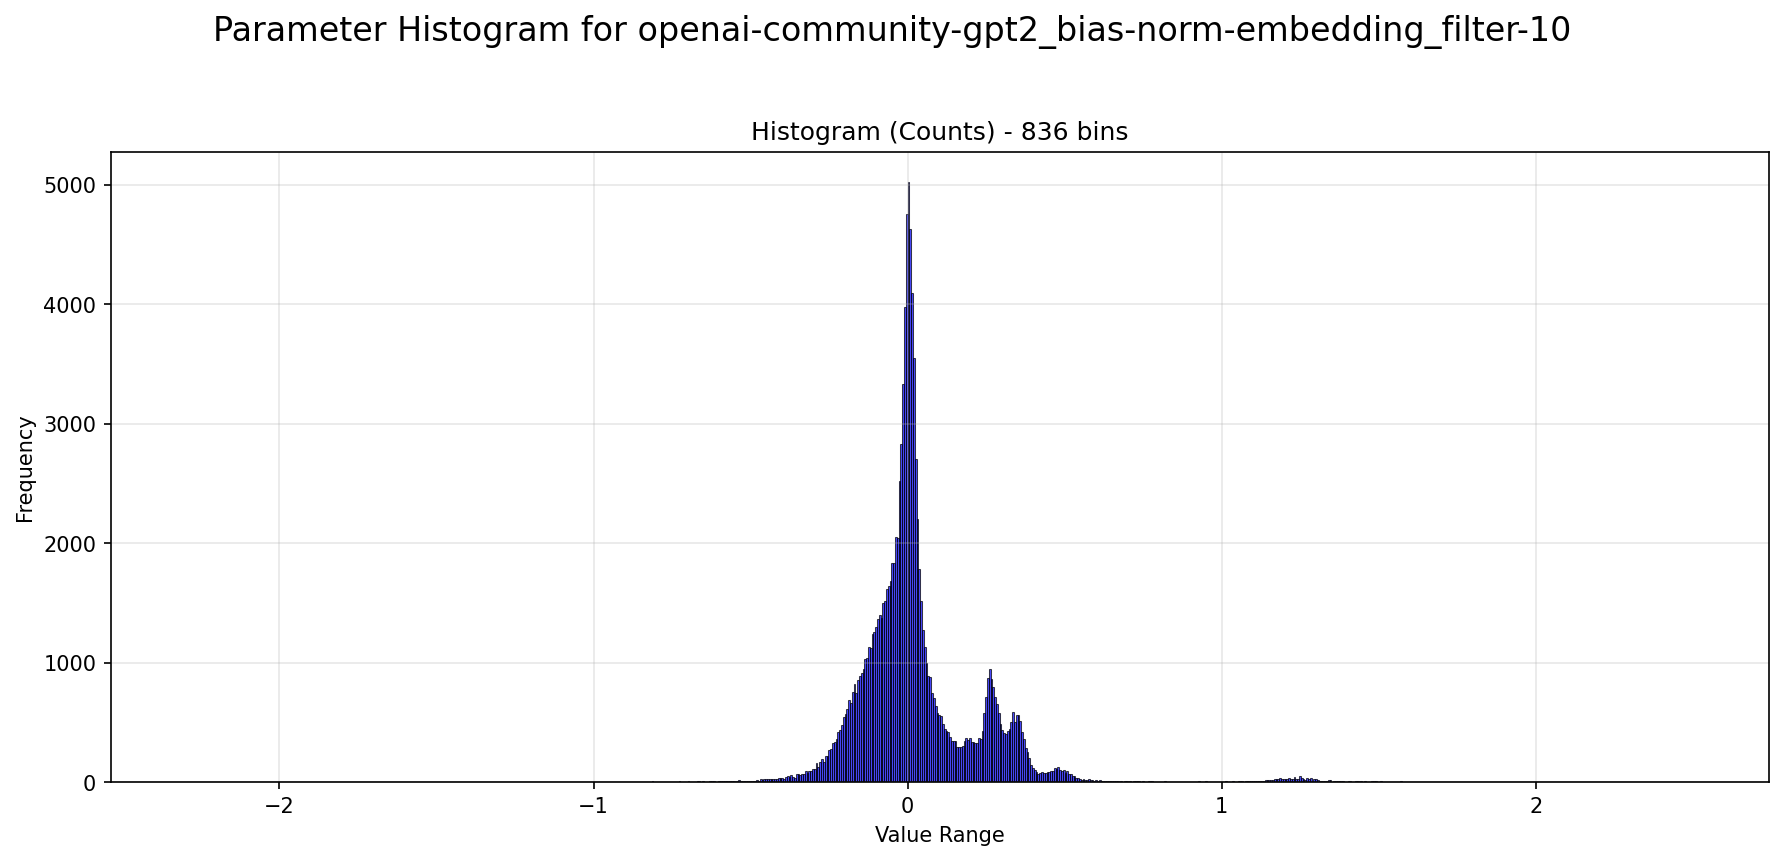 Parameter Histogram for openai-community-gpt2_bias-norm-embedding_filter-10
Histogram (Counts) - 836 bins
Frequency
5000
4000
3000
2000
1000
0
−2
−1
0
1
2
Value Range